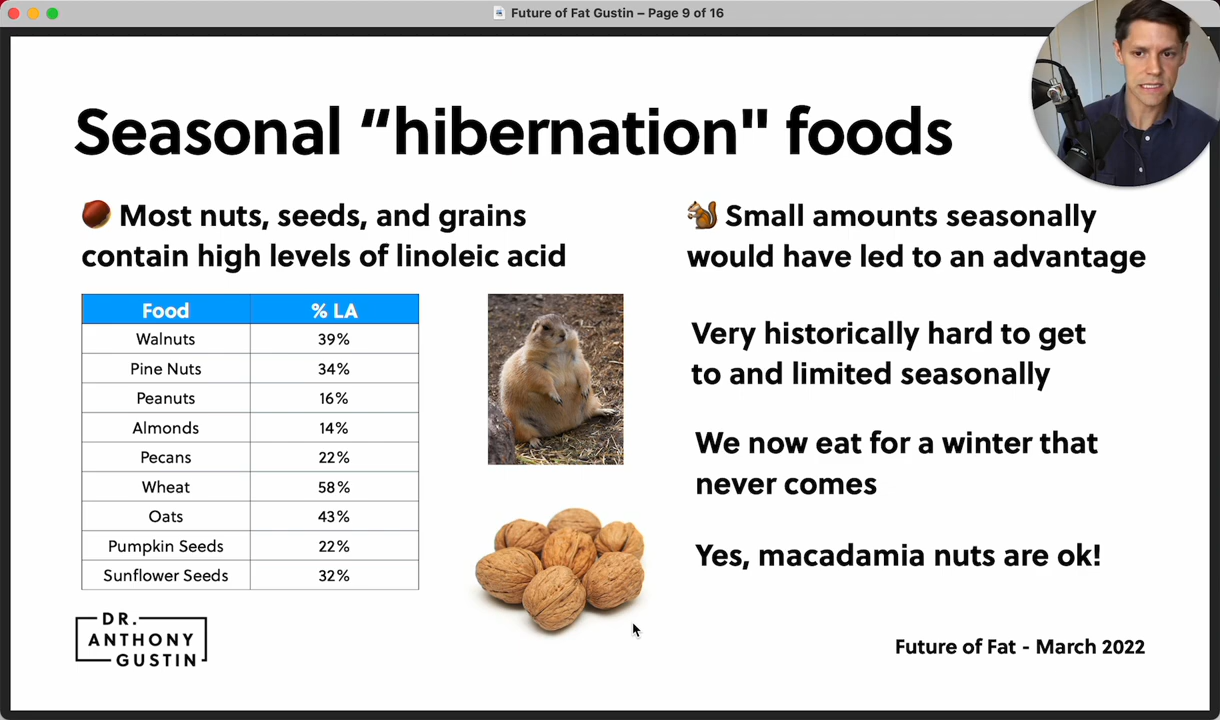 Future of Fat Gustin – Page 9 of 16
Seasonal “hibernation" foods
Most nuts, seeds, and grains
contain high levels of linoleic acid
Food % LA
Walnuts 39%
Pine Nuts 34%
Peanuts 16%
Almonds 14%
Pecans 22%
Wheat 58%
Oats 43%
Pumpkin Seeds 22%
Sunflower Seeds 32%
Small amounts seasonally
would have led to an advantage
Very historically hard to get
to and limited seasonally
We now eat for a winter that
never comes
Yes, macadamia nuts are ok!
DR.
ANTHONY
GUSTIN
Future of Fat - March 2022